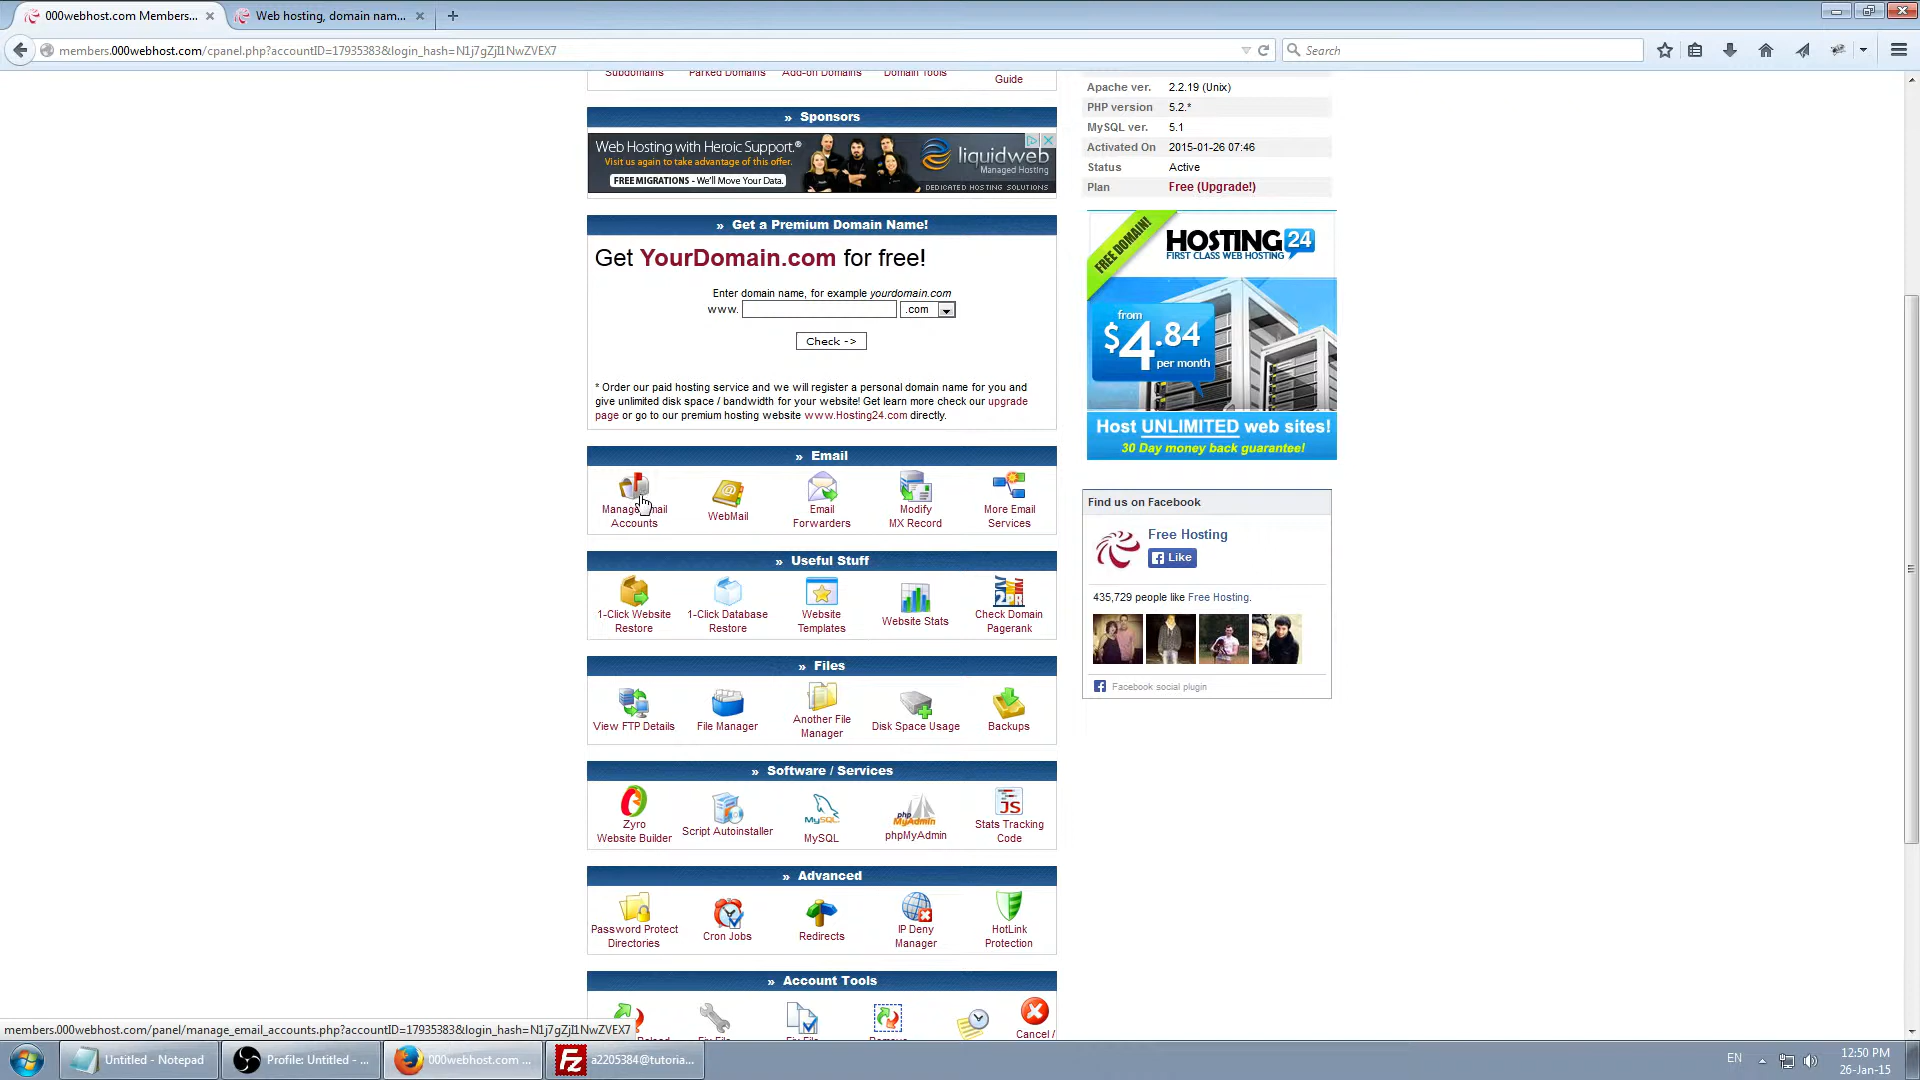 000webhost.com Members...
Web hosting, domain nam...
members.000webhost.com/cpanel.php?accountID=17935383&login_hash=N1j7gZjI1NwZVEX7
Search
Subdomains
Parked Domains
Add-on Domains
Domain Tools
Guide
» Sponsors
Web Hosting with Heroic Support.®
Visit us again to take advantage of this offer.
FREE MIGRATIONS - We'll Move Your Data.
liquidweb
Managed Hosting
DEDICATED HOSTING SOLUTIONS
» Get a Premium Domain Name!
Get YourDomain.com for free!
Enter domain name, for example yourdomain.com
www.
.com
Check ->
* Order our paid hosting service and we will register a personal domain name for you and
give unlimited disk space / bandwidth for your website! Get learn more check our upgrade
page or go to our premium hosting website www.Hosting24.com directly.
» Email
Manage Email
Accounts
WebMail
Email
Forwarders
Modify
MX Record
More Email
Services
» Useful Stuff
1-Click Website
Restore
1-Click Database
Restore
Website
Templates
Website Stats
2PR
Check Domain
Pagerank
» Files
View FTP Details
File Manager
Another File
Manager
Disk Space Usage
Backups
» Software / Services
Zyro
Website Builder
Script Autoinstaller
MySQL
MySQL
php
MyAdmin
phpMyAdmin
JS
Stats Tracking
Code
» Advanced
Password Protect
Directories
Cron Jobs
Redirects
IP Deny
Manager
HotLink
Protection
» Account Tools
Cancel /
Apache ver. 2.2.19 (Unix)
PHP version 5.2.*
MySQL ver. 5.1
Activated On 2015-01-26 07:46
Status Active
Plan Free (Upgrade!)
FREE DOMAIN!
HOSTING 24
FIRST CLASS WEB HOSTING
from
$4.84
per month
Host UNLIMITED web sites!
30 Day money back guarantee!
Find us on Facebook
Free Hosting
Like
435,729 people like Free Hosting.
Facebook social plugin
members.000webhost.com/panel/manage_email_accounts.php?accountID=17935383&login_hash=N1j7gZjI1NwZVEX7
Untitled - Notepad
Profile: Untitled - ...
000webhost.com ...
Fz
a2205384@tutoria...
EN
12:50 PM
26-Jan-15